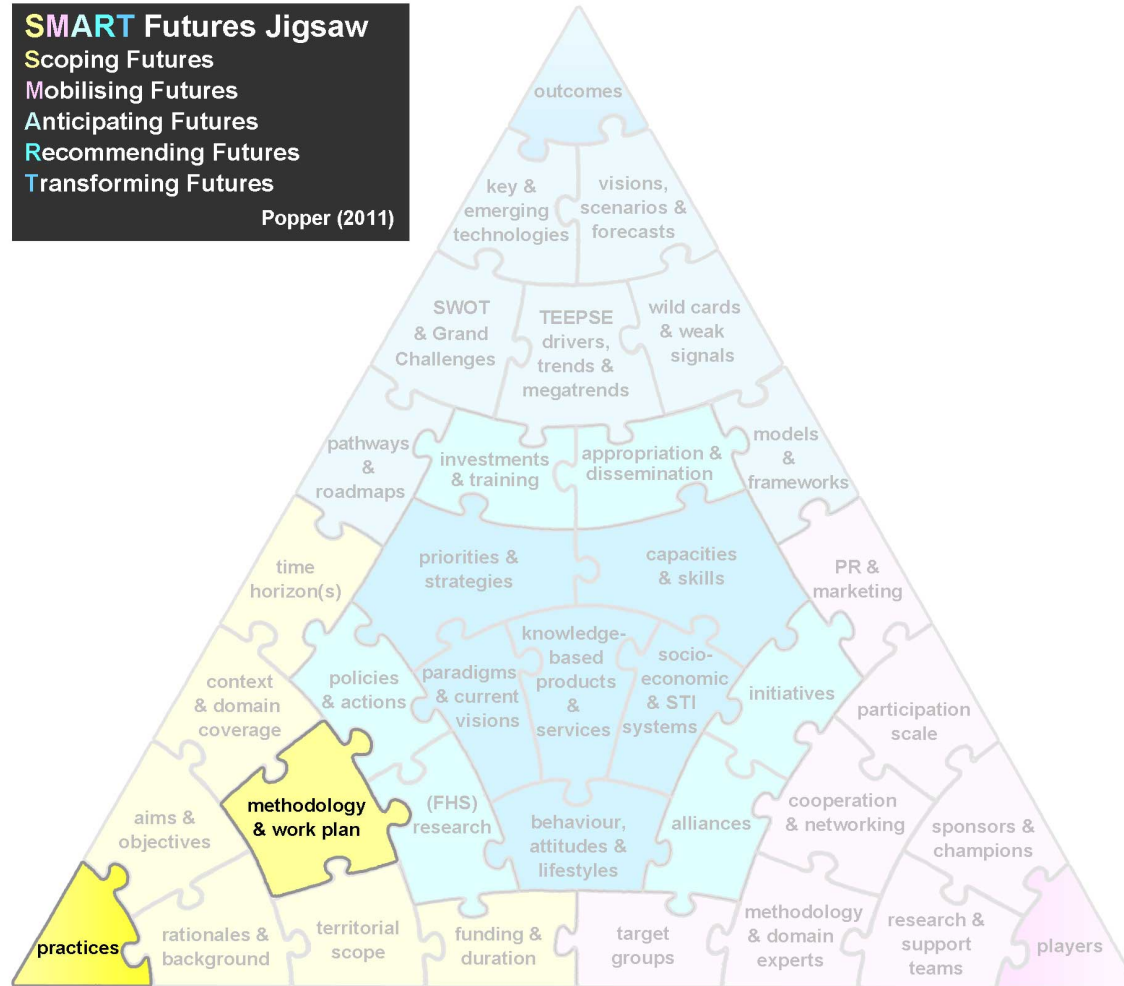 SMART Futures Jigsaw
Scoping Futures
Mobilising Futures
Anticipating Futures
Recommending Futures
Transforming Futures
Popper (2011)
outcomes
key &
emerging
technologies
visions,
scenarios &
forecasts
SWOT
& Grand
Challenges
TEEPSE
drivers,
trends &
megatrends
wild cards
& weak
signals
pathways
&
roadmaps
investments
& training
appropriation &
dissemination
models
&
frameworks
time
horizon(s)
priorities &
strategies
capacities
& skills
PR &
marketing
context
& domain
coverage
policies
& actions
paradigms
& current
visions
knowledge-
based
products
&
services
socio-
economic
& STI
systems
initiatives
participation
scale
aims &
objectives
methodology
& work plan
(FHS)
research
behaviour,
attitudes &
lifestyles
alliances
cooperation
& networking
sponsors &
champions
practices
rationales &
background
territorial
scope
funding &
duration
target
groups
methodology
& domain
experts
research &
support
teams
players